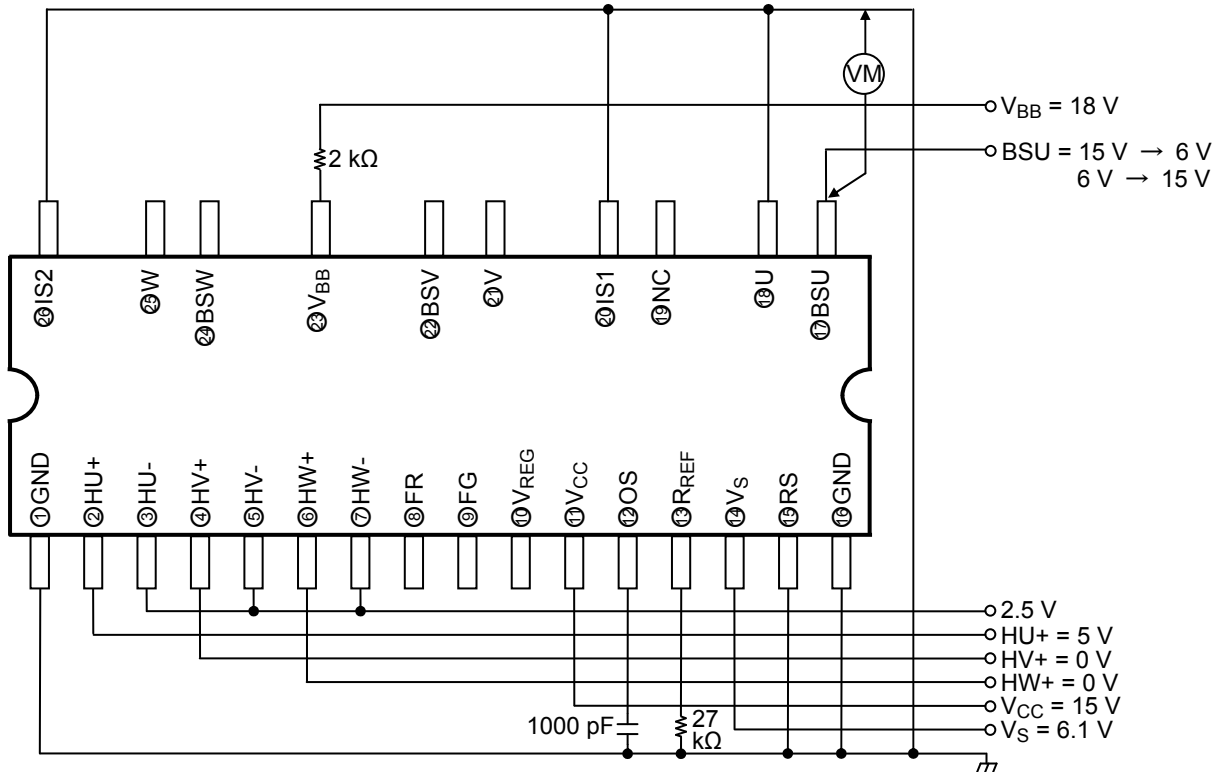 VM
V_BB = 18 V
2 kΩ
BSU = 15 V → 6 V
6 V → 15 V
㉖IS2
㉕W
㉔BSW
㉓V_BB
㉒BSV
㉑V
⑳IS1
⑲NC
⑱U
⑰BSU
①GND
②HU+
③HU-
④HV+
⑤HV-
⑥HW+
⑦HW-
⑧FR
⑨FG
⑩V_REG
⑪V_CC
⑫OS
⑬R_REF
⑭V_S
⑮RS
⑯GND
2.5 V
HU+ = 5 V
HV+ = 0 V
HW+ = 0 V
V_CC = 15 V
V_S = 6.1 V
1000 pF
27
kΩ